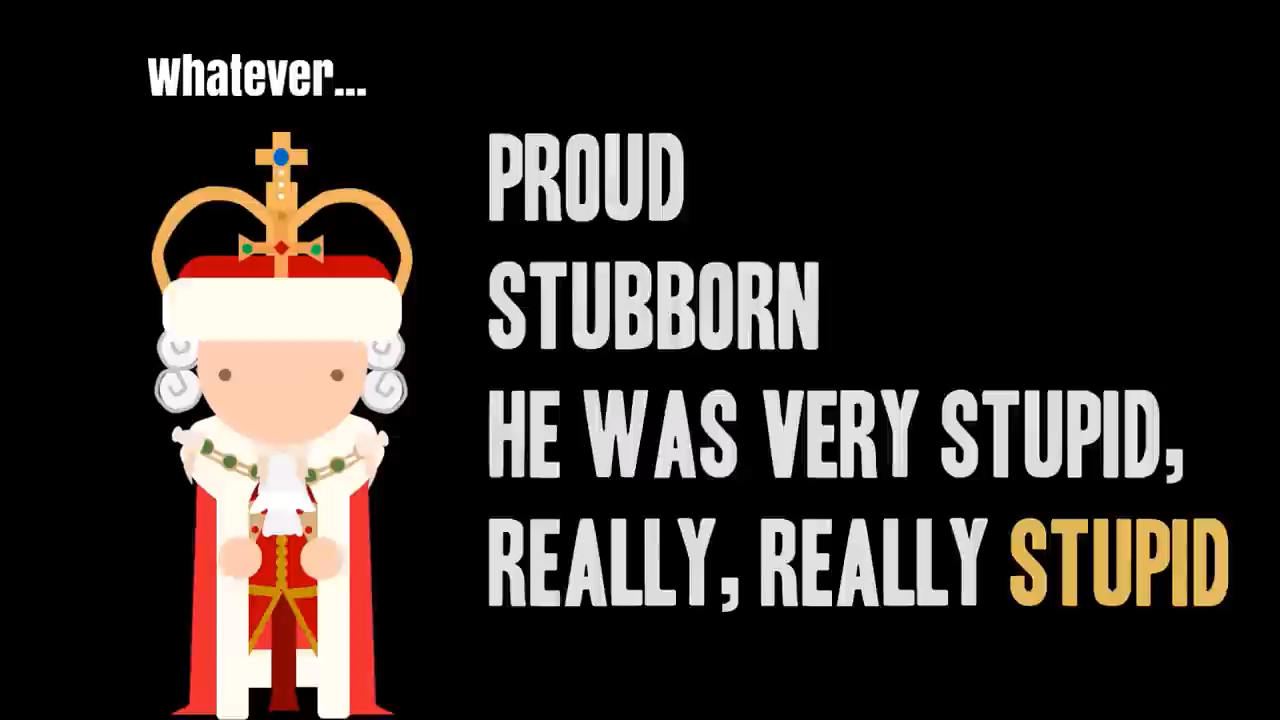 whatever...
PROUD
STUBBORN
HE WAS VERY STUPID,
REALLY, REALLY STUPID